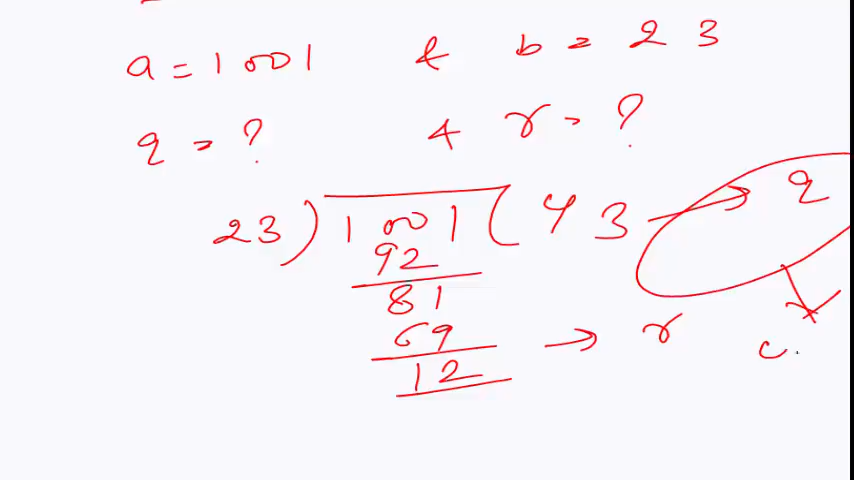 a = 1001 & b = 23
q = ? & r = ?
23 ) 1001 ( 43 → q
92
81
69 → r
12
c.